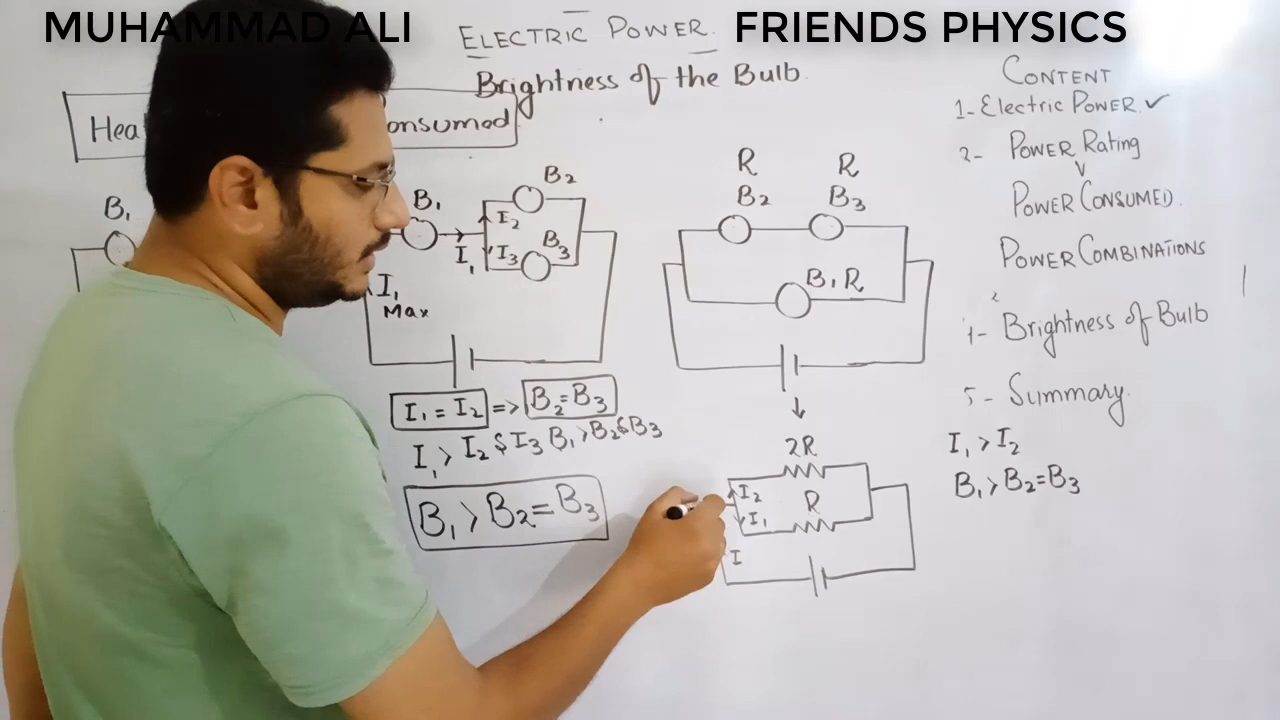 MUHAMMAD ALI
FRIENDS PHYSICS
ELECTRIC POWER.
Brightness of the Bulb.
Hea
onsumed
B₁
B₁
B₂
I₂
I₁
I₃
B₃
I₁
Max
I₁ = I₂ => B₂=B₃
I₁ > I₂ $ I₃ B₁>B₂$B₃
B₁ > B₂ = B₃
R R
B₂ B₃
B₁ R
2R
I₂
R
I₁
I
CONTENT
1- Electric POWER ✓
2- POWER Rating
POWER CONSUMED.
POWER COMBINATIONS
4- Brightness of Bulb
5- Summary.
I₁ > I₂
B₁ > B₂=B₃